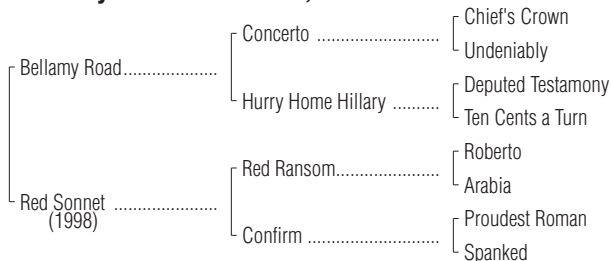 Chief's Crown
Concerto ....................
Undeniably
Bellamy Road...................
Deputed Testamony
Hurry Home Hillary ..........
Ten Cents a Turn
Roberto
Red Ransom.....................
Arabia
Red Sonnet .....................
(1998)
Proudest Roman
Confirm ...........................
Spanked